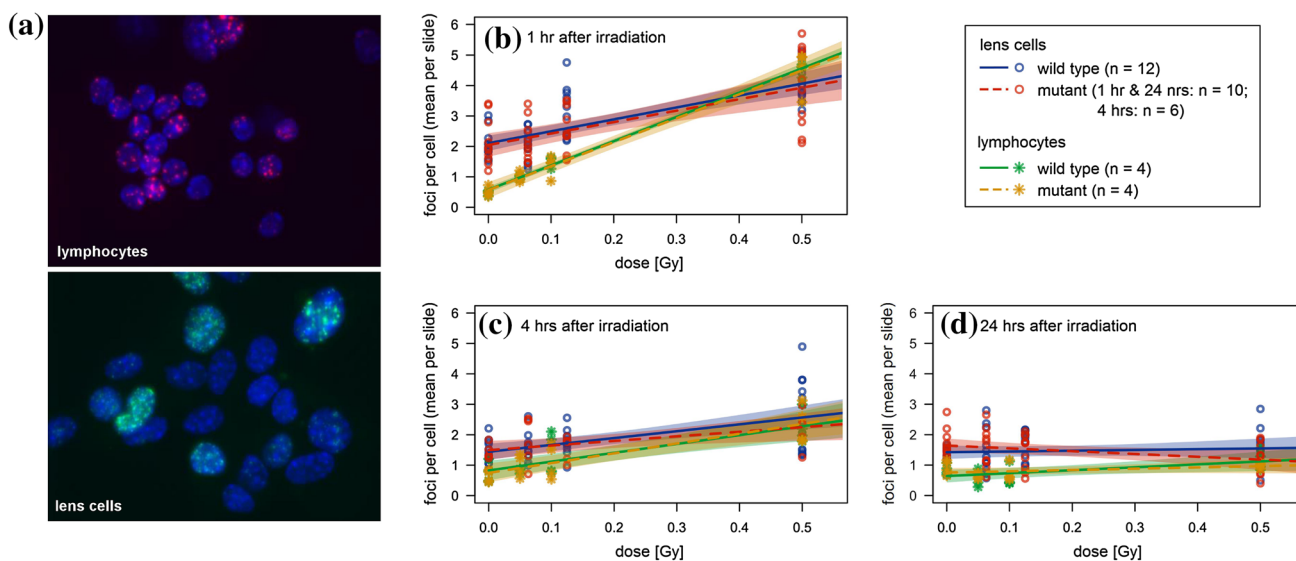 (a)
lymphocytes
lens cells
(b) 1 hr after irradiation
foci per cell (mean per slide)
6
5
4
3
2
1
0
0.0 0.1 0.2 0.3 0.4 0.5
dose [Gy]
lens cells
wild type (n = 12)
mutant (1 hr & 24 nrs: n = 10;
4 hrs: n = 6)
lymphocytes
wild type (n = 4)
mutant (n = 4)
(c) 4 hrs after irradiation
foci per cell (mean per slide)
6
5
4
3
2
1
0
0.0 0.1 0.2 0.3 0.4 0.5
dose [Gy]
(d) 24 hrs after irradiation
foci per cell (mean per slide)
6
5
4
3
2
1
0
0.0 0.1 0.2 0.3 0.4 0.5
dose [Gy]